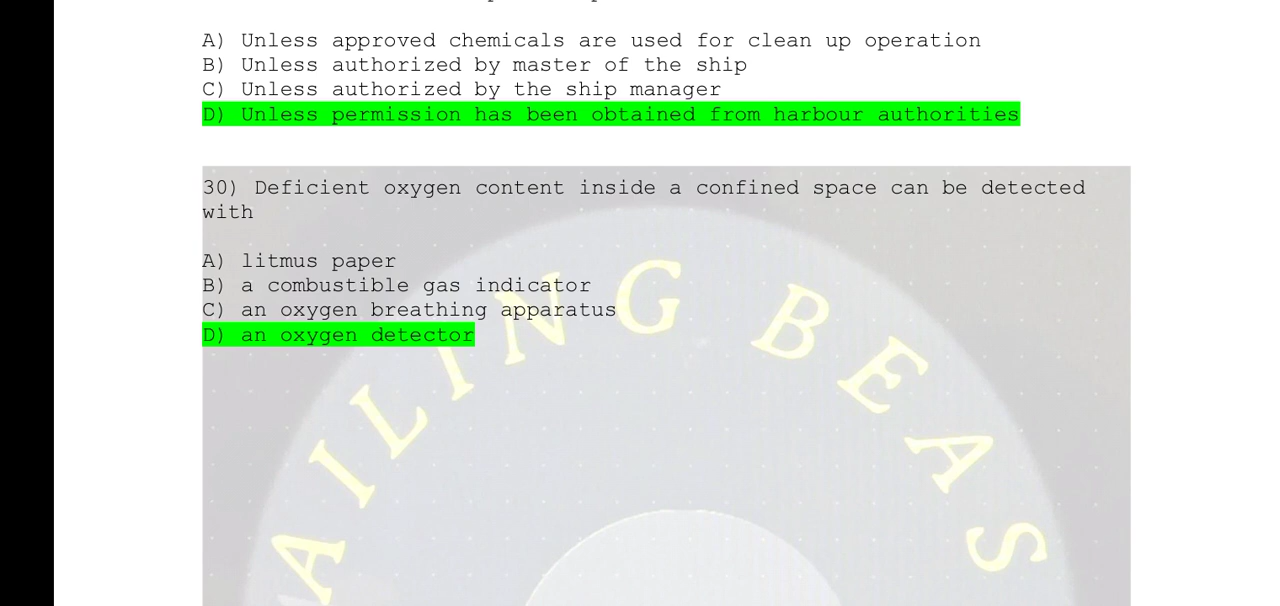 A) Unless approved chemicals are used for clean up operation
B) Unless authorized by master of the ship
C) Unless authorized by the ship manager
D) Unless permission has been obtained from harbour authorities
30) Deficient oxygen content inside a confined space can be detected
with
A) litmus paper
B) a combustible gas indicator
C) an oxygen breathing apparatus
D) an oxygen detector
AILING BEAS